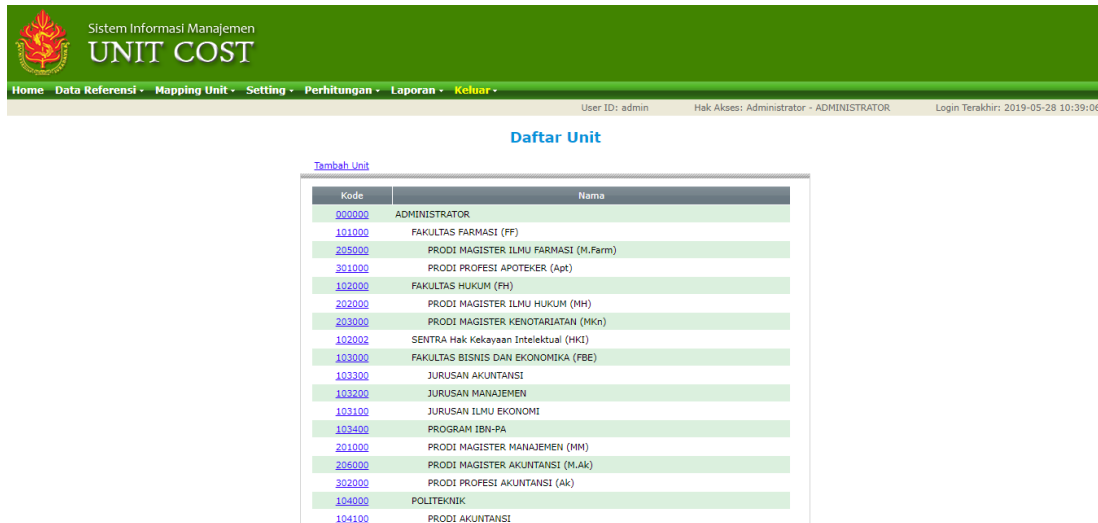 Sistem Informasi Manajemen
UNIT COST
Home Data Referensi Mapping Unit Setting Perhitungan Laporan Keluar
User ID: admin Hak Akses: Administrator - ADMINISTRATOR Login Terakhir: 2019-05-28 10:39:06
Daftar Unit
Tambah Unit
Kode Nama
000000 ADMINISTRATOR
101000 FAKULTAS FARMASI (FF)
205000 PRODI MAGISTER ILMU FARMASI (M.Farm)
301000 PRODI PROFESI APOTEKER (Apt)
102000 FAKULTAS HUKUM (FH)
202000 PRODI MAGISTER ILMU HUKUM (MH)
203000 PRODI MAGISTER KENOTARIATAN (MKn)
102002 SENTRA Hak Kekayaan Intelektual (HKI)
103000 FAKULTAS BISNIS DAN EKONOMIKA (FBE)
103300 JURUSAN AKUNTANSI
103200 JURUSAN MANAJEMEN
103100 JURUSAN ILMU EKONOMI
103400 PROGRAM IBN-PA
201000 PRODI MAGISTER MANAJEMEN (MM)
206000 PRODI MAGISTER AKUNTANSI (M.Ak)
302000 PRODI PROFESI AKUNTANSI (Ak)
104000 POLITEKNIK
104100 PRODI AKUNTANSI